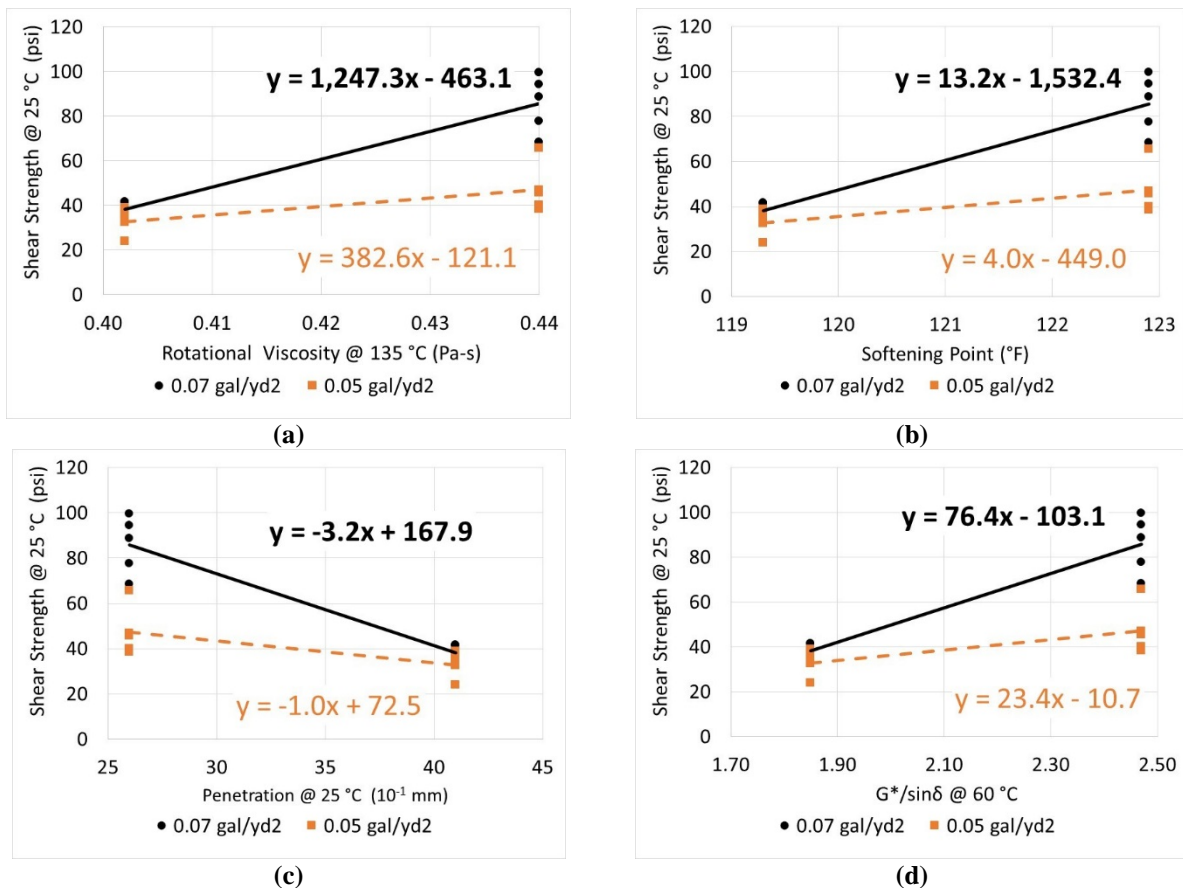 Shear Strength @ 25 °C (psi)
120
100
80
60
40
20
0
y = 1,247.3x - 463.1
y = 382.6x - 121.1
0.40 0.41 0.42 0.43 0.44
Rotational Viscosity @ 135 °C (Pa-s)
0.07 gal/yd2 0.05 gal/yd2
(a)
Shear Strength @ 25 °C (psi)
120
100
80
60
40
20
0
y = 13.2x - 1,532.4
y = 4.0x - 449.0
119 120 121 122 123
Softening Point (°F)
0.07 gal/yd2 0.05 gal/yd2
(b)
Shear Strength @ 25 °C (psi)
120
100
80
60
40
20
0
y = -3.2x + 167.9
y = -1.0x + 72.5
25 30 35 40 45
Penetration @ 25 °C (10⁻¹ mm)
0.07 gal/yd2 0.05 gal/yd2
(c)
Shear Strength @ 25 °C (psi)
120
100
80
60
40
20
0
y = 76.4x - 103.1
y = 23.4x - 10.7
1.70 1.90 2.10 2.30 2.50
G*/sinδ @ 60 °C
0.07 gal/yd2 0.05 gal/yd2
(d)